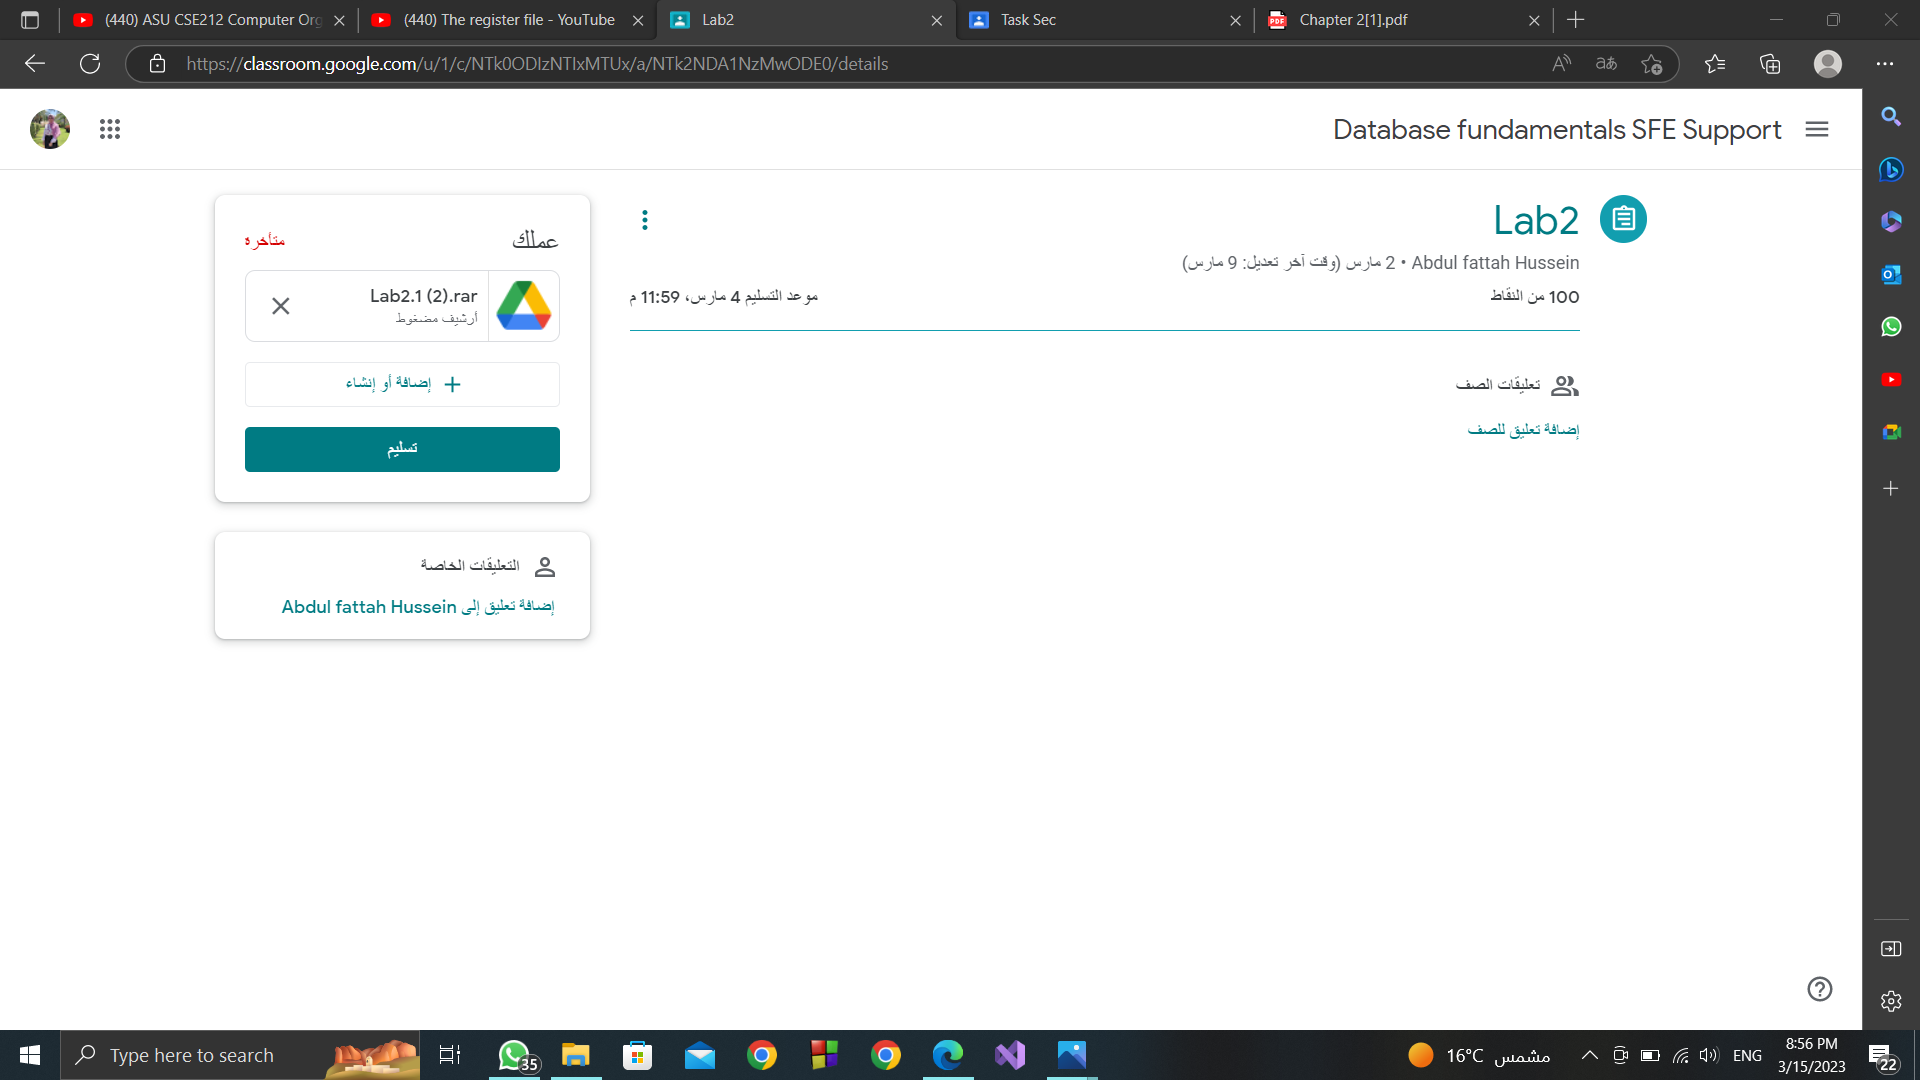 (440) ASU CSE212 Computer Org
(440) The register file - YouTube
Lab2
Task Sec
Chapter 2[1].pdf
https://classroom.google.com/u/1/c/NTk0ODIzNTIxMTUx/a/NTk2NDA1NzMwODE0/details
Database fundamentals SFE Support
Lab2
Abdul fattah Hussein • 2 مارس (وقت آخر تعديل: 9 مارس)
100 من النقاط
موعد التسليم 4 مارس، 11:59 م
تعليقات الصف
إضافة تعليق للصف
عملك
متأخرة
Lab2.1 (2).rar
أرشيف مضغوط
إضافة أو إنشاء
تسليم
التعليقات الخاصة
إضافة تعليق إلى Abdul fattah Hussein
Type here to search
35
16°C مشمس
ENG
8:56 PM
3/15/2023
22